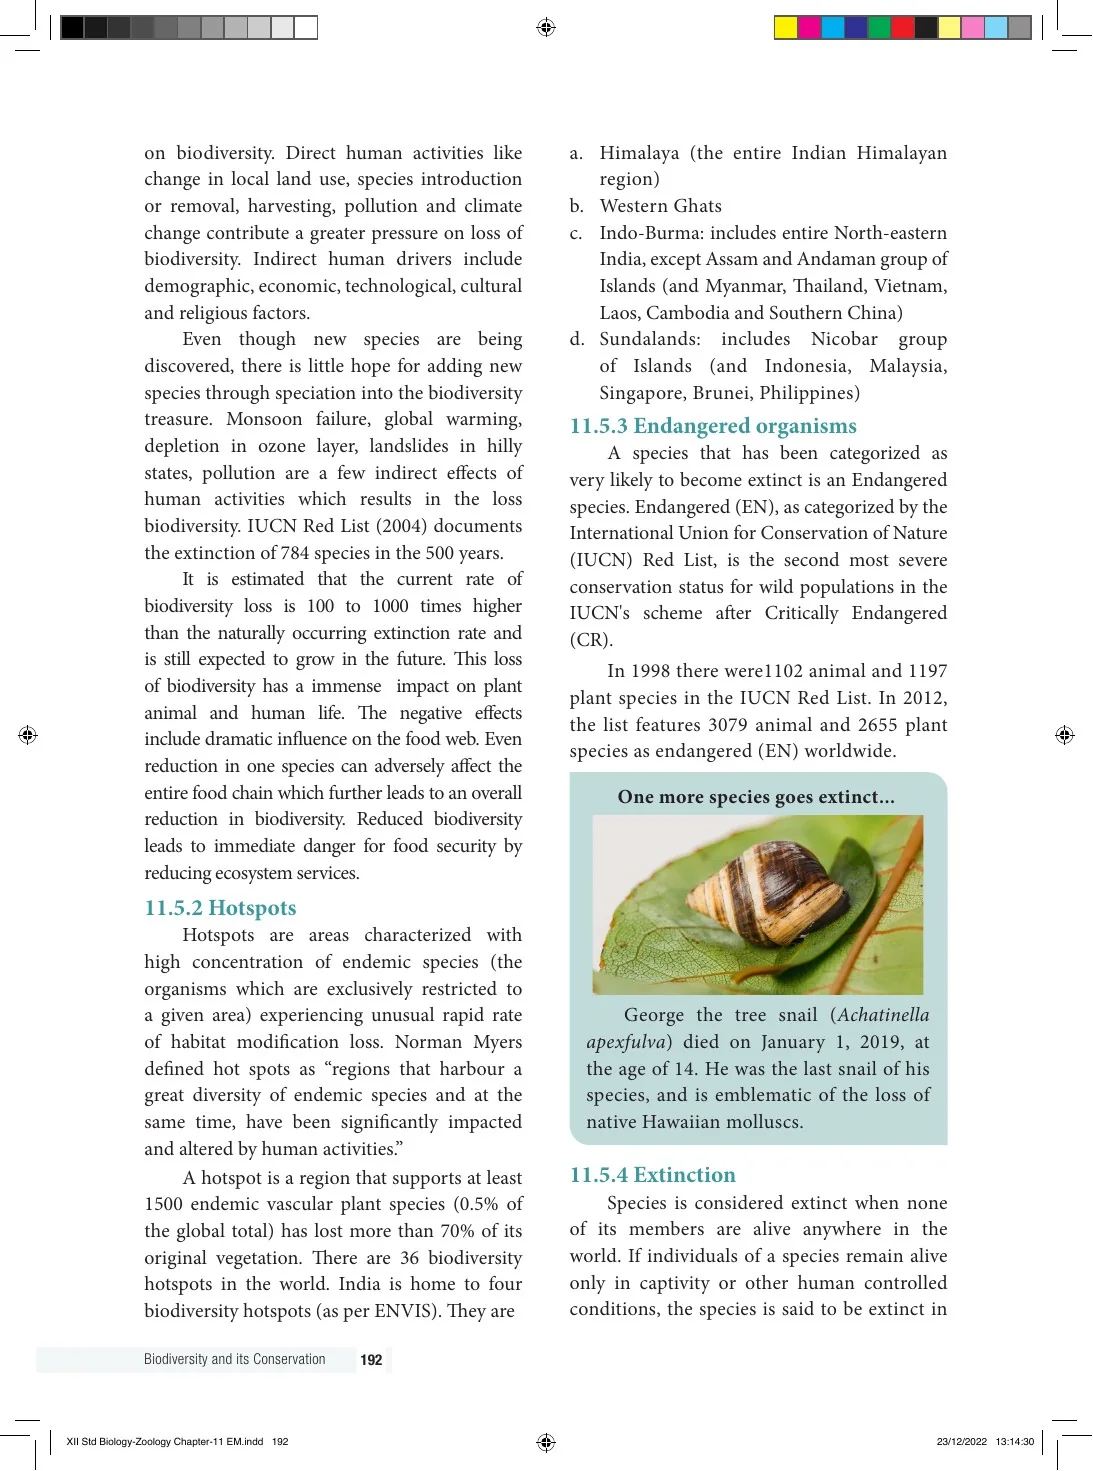 on biodiversity. Direct human activities like
change in local land use, species introduction
or removal, harvesting, pollution and climate
change contribute a greater pressure on loss of
biodiversity. Indirect human drivers include
demographic, economic, technological, cultural
and religious factors.
Even though new species are being
discovered, there is little hope for adding new
species through speciation into the biodiversity
treasure. Monsoon failure, global warming,
depletion in ozone layer, landslides in hilly
states, pollution are a few indirect effects of
human activities which results in the loss
biodiversity. IUCN Red List (2004) documents
the extinction of 784 species in the 500 years.
It is estimated that the current rate of
biodiversity loss is 100 to 1000 times higher
than the naturally occurring extinction rate and
is still expected to grow in the future. This loss
of biodiversity has a immense impact on plant
animal and human life. The negative effects
include dramatic influence on the food web. Even
reduction in one species can adversely affect the
entire food chain which further leads to an overall
reduction in biodiversity. Reduced biodiversity
leads to immediate danger for food security by
reducing ecosystem services.
11.5.2 Hotspots
Hotspots are areas characterized with
high concentration of endemic species (the
organisms which are exclusively restricted to
a given area) experiencing unusual rapid rate
of habitat modification loss. Norman Myers
defined hot spots as “regions that harbour a
great diversity of endemic species and at the
same time, have been significantly impacted
and altered by human activities.”
A hotspot is a region that supports at least
1500 endemic vascular plant species (0.5% of
the global total) has lost more than 70% of its
original vegetation. There are 36 biodiversity
hotspots in the world. India is home to four
biodiversity hotspots (as per ENVIS). They are
a. Himalaya (the entire Indian Himalayan
region)
b. Western Ghats
c. Indo-Burma: includes entire North-eastern
India, except Assam and Andaman group of
Islands (and Myanmar, Thailand, Vietnam,
Laos, Cambodia and Southern China)
d. Sundalands: includes Nicobar group
of Islands (and Indonesia, Malaysia,
Singapore, Brunei, Philippines)
11.5.3 Endangered organisms
A species that has been categorized as
very likely to become extinct is an Endangered
species. Endangered (EN), as categorized by the
International Union for Conservation of Nature
(IUCN) Red List, is the second most severe
conservation status for wild populations in the
IUCN's scheme after Critically Endangered
(CR).
In 1998 there were1102 animal and 1197
plant species in the IUCN Red List. In 2012,
the list features 3079 animal and 2655 plant
species as endangered (EN) worldwide.
One more species goes extinct...
George the tree snail (Achatinella
apexfulva) died on January 1, 2019, at
the age of 14. He was the last snail of his
species, and is emblematic of the loss of
native Hawaiian molluscs.
11.5.4 Extinction
Species is considered extinct when none
of its members are alive anywhere in the
world. If individuals of a species remain alive
only in captivity or other human controlled
conditions, the species is said to be extinct in
Biodiversity and its Conservation 192
XII Std Biology-Zoology Chapter-11 EM.indd 192
23/12/2022 13:14:30